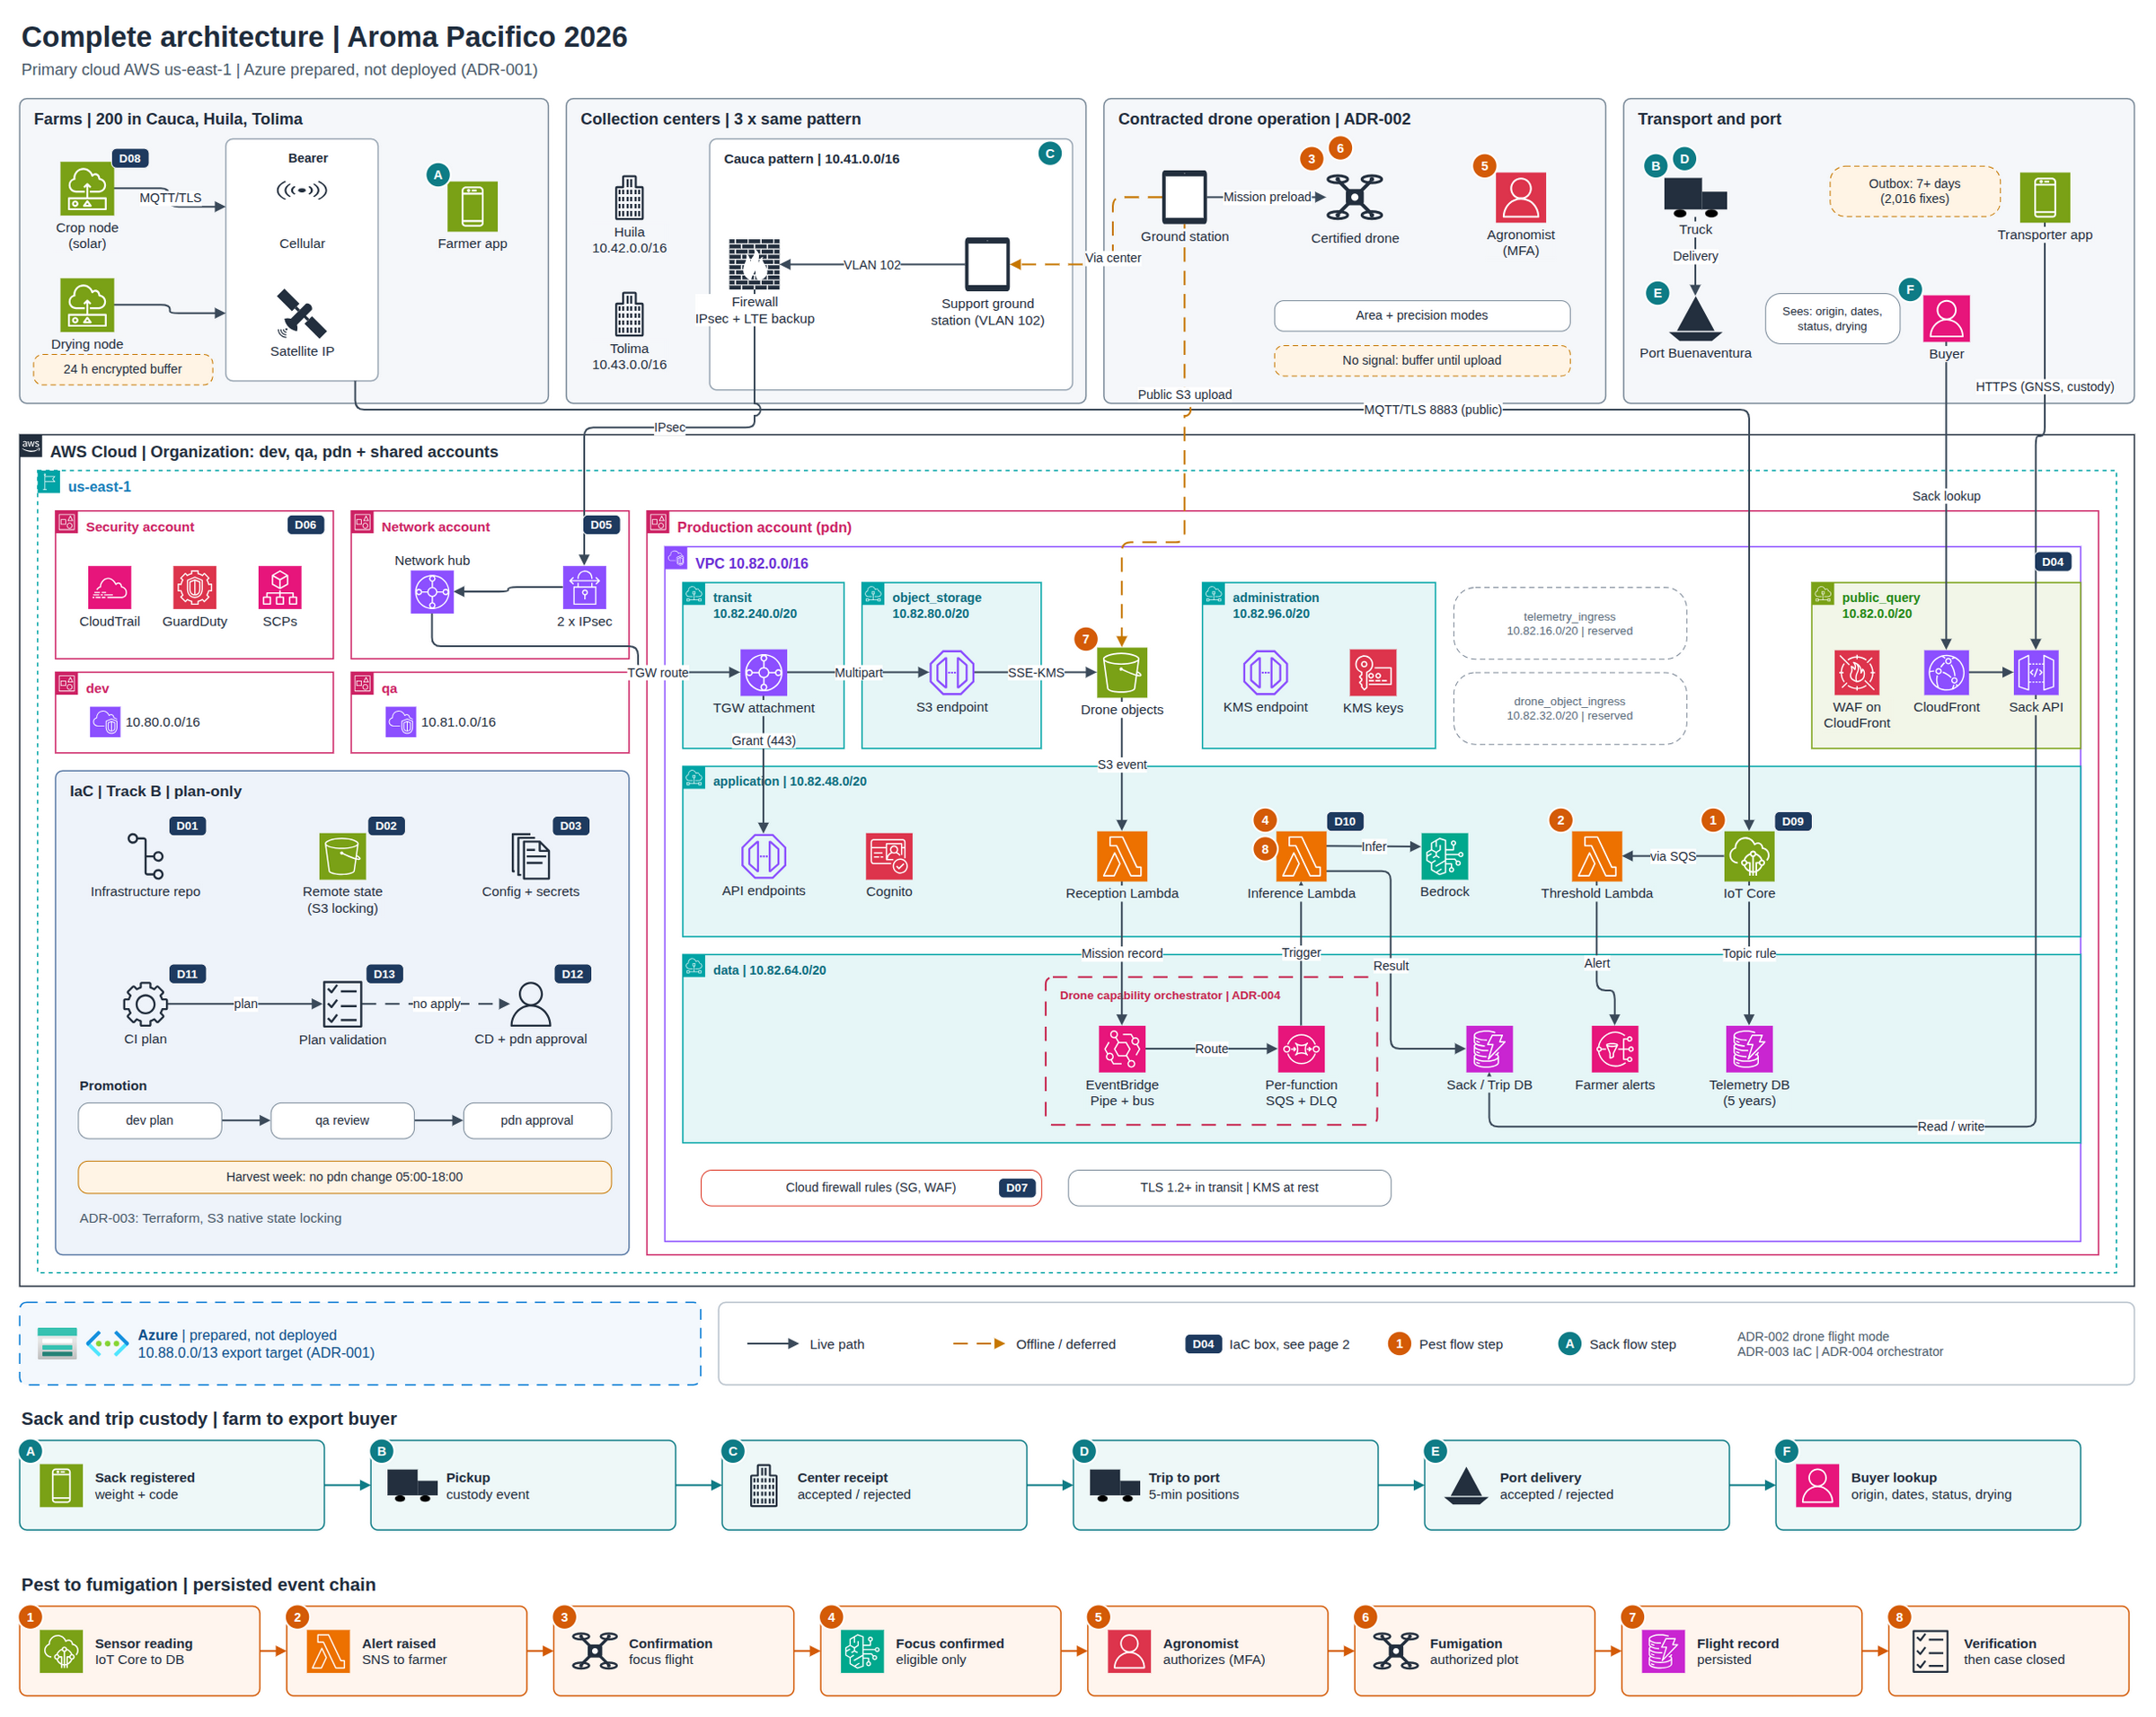 Complete architecture | Aroma Pacifico 2026
Primary cloud AWS us-east-1 | Azure prepared, not deployed (ADR-001)
Farms | 200 in Cauca, Huila, Tolima
D08
MQTT/TLS
Crop node
(solar)
Drying node
24 h encrypted buffer
Bearer
Cellular
Satellite IP
A
Farmer app
Collection centers | 3 x same pattern
Huila
10.42.0.0/16
Tolima
10.43.0.0/16
Cauca pattern | 10.41.0.0/16
C
Firewall
IPsec + LTE backup
VLAN 102
Support ground
station (VLAN 102)
Contracted drone operation | ADR-002
Via center
Ground station
Mission preload
3
6
Certified drone
5
Agronomist
(MFA)
Area + precision modes
No signal: buffer until upload
Public S3 upload
Transport and port
B
D
Truck
Delivery
E
Port Buenaventura
Outbox: 7+ days
(2,016 fixes)
Transporter app
Sees: origin, dates,
status, drying
F
Buyer
HTTPS (GNSS, custody)
MQTT/TLS 8883 (public)
IPsec
aws
AWS Cloud | Organization: dev, qa, pdn + shared accounts
us-east-1
Sack lookup
Security account
D06
CloudTrail
GuardDuty
SCPs
Network account
D05
Network hub
2 x IPsec
dev
10.80.0.0/16
qa
10.81.0.0/16
TGW route
Production account (pdn)
VPC 10.82.0.0/16
D04
transit
10.82.240.0/20
TGW attachment
Grant (443)
Multipart
object_storage
10.82.80.0/20
S3 endpoint
SSE-KMS
7
Drone objects
S3 event
administration
10.82.96.0/20
KMS endpoint
KMS keys
telemetry_ingress
10.82.16.0/20 | reserved
drone_object_ingress
10.82.32.0/20 | reserved
public_query
10.82.0.0/20
WAF on
CloudFront
CloudFront
Sack API
application | 10.82.48.0/20
API endpoints
Cognito
Reception Lambda
4
8
D10
Inference Lambda
Infer
Bedrock
2
Threshold Lambda
via SQS
1
D09
IoT Core
Mission record
Trigger
Result
Alert
Topic rule
data | 10.82.64.0/20
Drone capability orchestrator | ADR-004
EventBridge
Pipe + bus
Route
Per-function
SQS + DLQ
Sack / Trip DB
Farmer alerts
Telemetry DB
(5 years)
Read / write
Cloud firewall rules (SG, WAF)
D07
TLS 1.2+ in transit | KMS at rest
IaC | Track B | plan-only
D01
Infrastructure repo
D02
Remote state
(S3 locking)
D03
Config + secrets
D11
CI plan
plan
D13
Plan validation
no apply
D12
CD + pdn approval
Promotion
dev plan
qa review
pdn approval
Harvest week: no pdn change 05:00-18:00
ADR-003: Terraform, S3 native state locking
Azure | prepared, not deployed
10.88.0.0/13 export target (ADR-001)
Live path
Offline / deferred
D04
IaC box, see page 2
1
Pest flow step
A
Sack flow step
ADR-002 drone flight mode
ADR-003 IaC | ADR-004 orchestrator
Sack and trip custody | farm to export buyer
A
Sack registered
weight + code
B
Pickup
custody event
C
Center receipt
accepted / rejected
D
Trip to port
5-min positions
E
Port delivery
accepted / rejected
F
Buyer lookup
origin, dates, status, drying
Pest to fumigation | persisted event chain
1
Sensor reading
IoT Core to DB
2
Alert raised
SNS to farmer
3
Confirmation
focus flight
4
Focus confirmed
eligible only
5
Agronomist
authorizes (MFA)
6
Fumigation
authorized plot
7
Flight record
persisted
8
Verification
then case closed